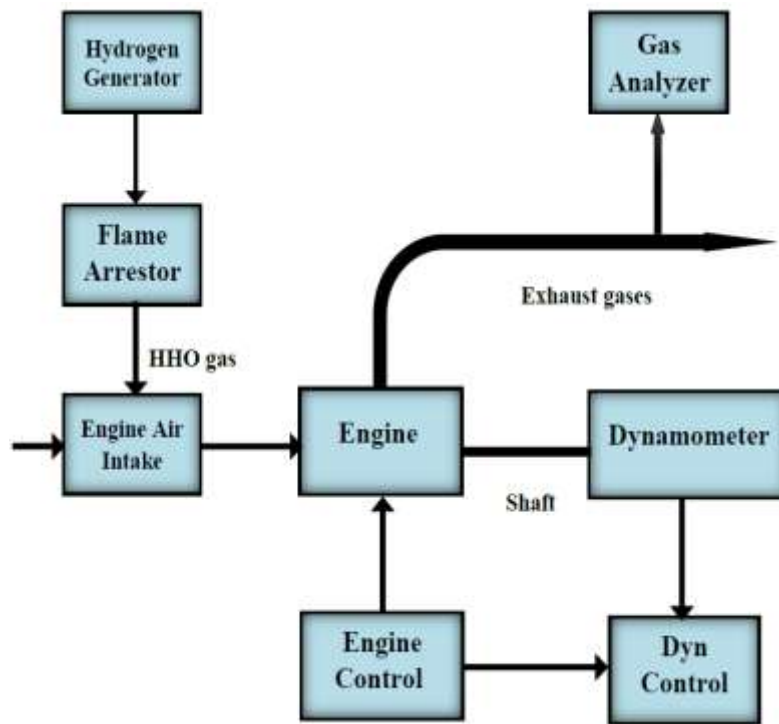 Hydrogen
Generator
Gas
Analyzer
Flame
Arrestor
Exhaust gases
HHO gas
Engine Air
Intake
Engine
Dynamometer
Shaft
Engine
Control
Dyn
Control